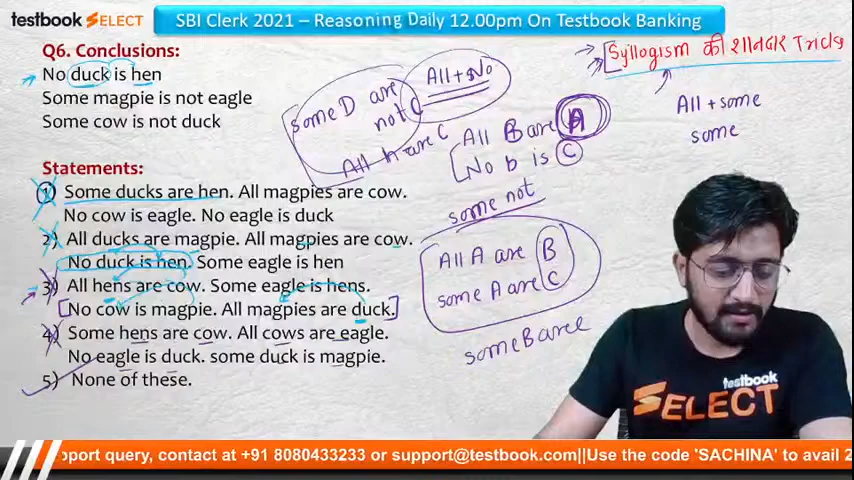 testbook SELECT
SBI Clerk 2021 – Reasoning Daily 12.00pm On Testbook Banking
Q6. Conclusions:
No duck is hen
Some magpie is not eagle
Some cow is not duck
Statements:
1) Some ducks are hen. All magpies are cow.
No cow is eagle. No eagle is duck
2) All ducks are magpie. All magpies are cow.
No duck is hen. Some eagle is hen
3) All hens are cow. Some eagle is hens.
[No cow is magpie. All magpies are duck.]
4) Some hens are cow. All cows are eagle.
No eagle is duck. some duck is magpie.
5) None of these.
some D are
not C
All h are C
All + No
All B are A
No b is C
some not
All A are B
some A are C
some B are c
Syllogism की शानदार Tricks
All + some
some
testbook
SELECT
pport query, contact at +91 8080433233 or support@testbook.com||Use the code 'SACHINA' to avail 2